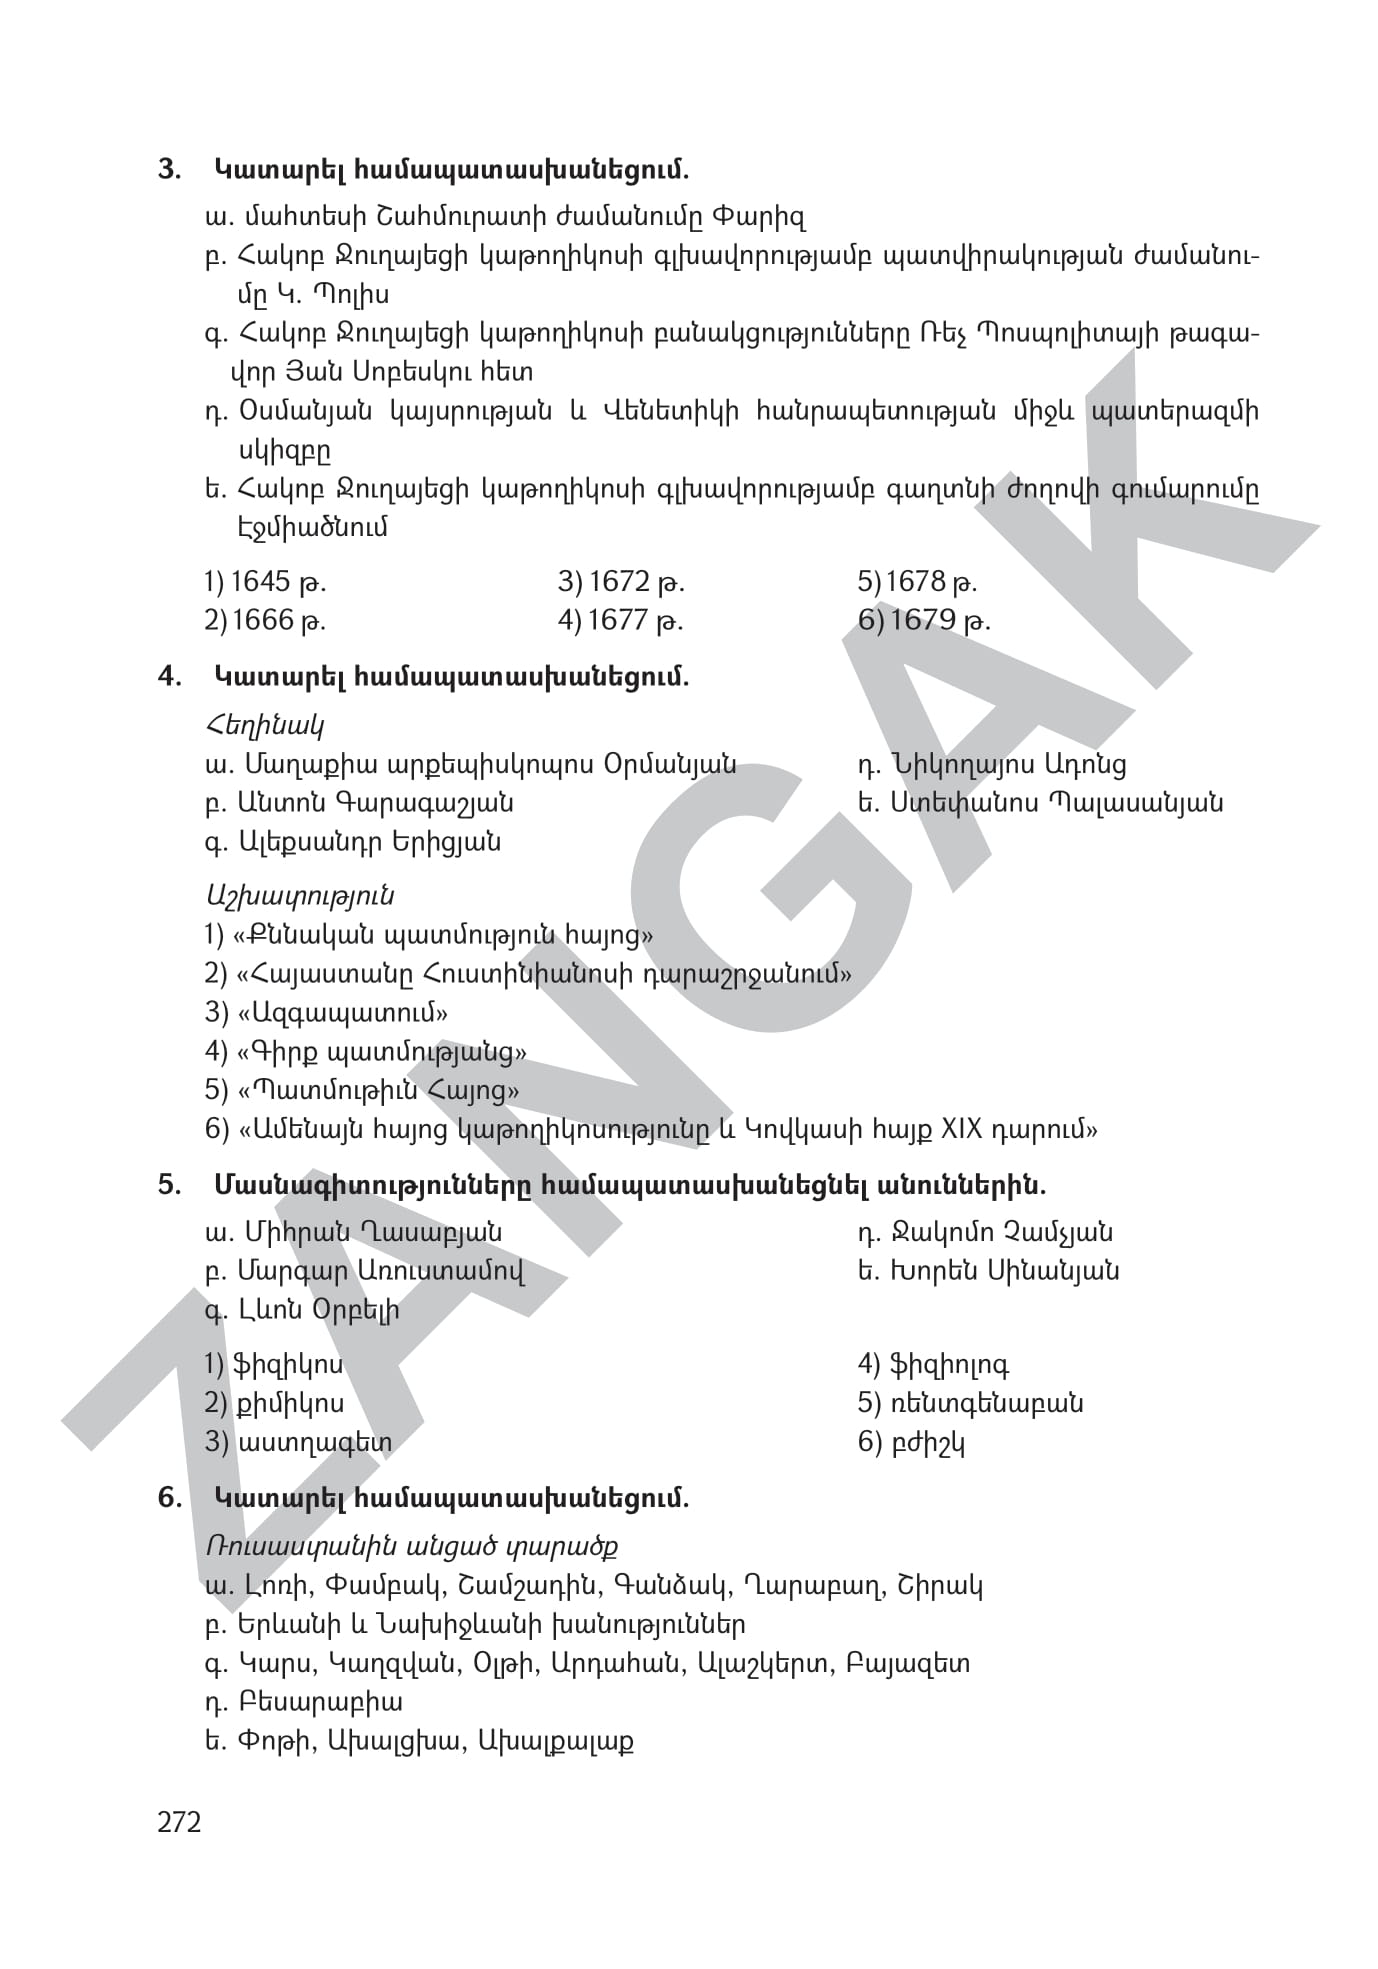 3. Կատարել համապատասխանեցում.
ա. մահտեսի Շահմուրատի ժամանումը Փարիզ
բ. Հակոբ Ջուղայեցի կաթողիկոսի գլխավորությամբ պատվիրակության ժամանու-
մը Կ. Պոլիս
գ. Հակոբ Ջուղայեցի կաթողիկոսի բանակցությունները Ռեչ Պոսպոլիտայի թագա-
վոր Յան Սոբեսկու հետ
դ. Օսմանյան կայսրության և Վենետիկի հանրապետության միջև պատերազմի
սկիզբը
ե. Հակոբ Ջուղայեցի կաթողիկոսի գլխավորությամբ գաղտնի ժողովի գումարումը
Էջմիածնում
1) 1645 թ. 3) 1672 թ. 5) 1678 թ.
2) 1666 թ. 4) 1677 թ. 6) 1679 թ.
4. Կատարել համապատասխանեցում.
Հեղինակ
ա. Մաղաքիա արքեպիսկոպոս Օրմանյան դ. Նիկողայոս Ադոնց
բ. Անտոն Գարագաշյան ե. Ստեփանոս Պալասանյան
գ. Ալեքսանդր Երիցյան
Աշխատություն
1) «Քննական պատմություն հայոց»
2) «Հայաստանը Հուստինիանոսի դարաշրջանում»
3) «Ազգապատում»
4) «Գիրք պատմությանց»
5) «Պատմութիւն Հայոց»
6) «Ամենայն հայոց կաթողիկոսությունը և Կովկասի հայք XIX դարում»
5. Մասնագիտությունները համապատասխանեցնել անուններին.
ա. Միհրան Ղասաբյան դ. Ջակոմո Չամչյան
բ. Մարգար Առուստամով ե. Խորեն Սինանյան
գ. Լևոն Օրբելի
1) ֆիզիկոս 4) ֆիզիոլոգ
2) քիմիկոս 5) ռենտգենաբան
3) աստղագետ 6) բժիշկ
6. Կատարել համապատասխանեցում.
Ռուսաստանին անցած տարածք
ա. Լոռի, Փամբակ, Շամշադին, Գանձակ, Ղարաբաղ, Շիրակ
բ. Երևանի և Նախիջևանի խանություններ
գ. Կարս, Կաղզվան, Օլթի, Արդահան, Ալաշկերտ, Բայազետ
դ. Բեսարաբիա
ե. Փոթի, Ախալցխա, Ախալքալաք
272
ZANGAK